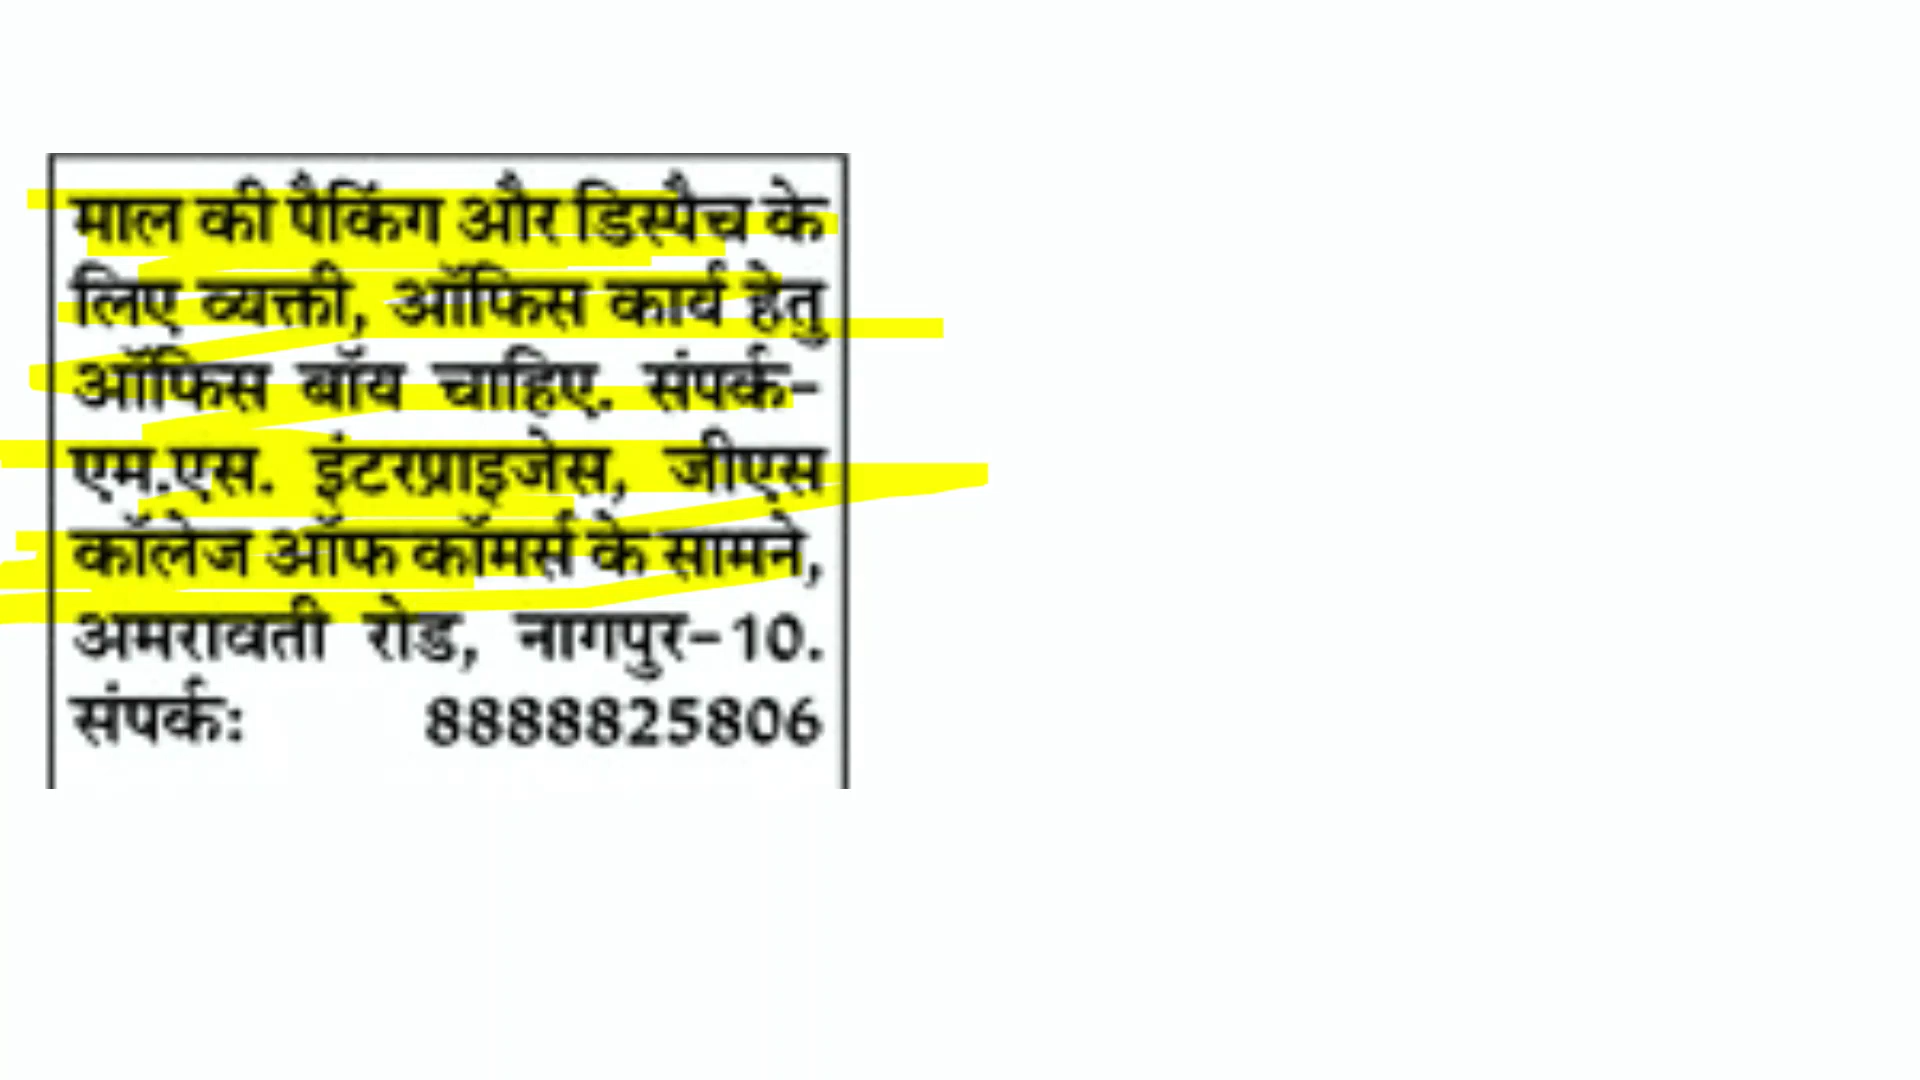 माल की पैकिंग और डिस्पैच के
लिए व्यक्ती, ऑफिस कार्य हेतु
ऑफिस बॉय चाहिए. संपर्क-
एम.एस. इंटरप्राइजेस, जीएस
कॉलेज ऑफ कॉमर्स के सामने,
अमरावती रोड, नागपुर-10.
संपर्क: 8888825806